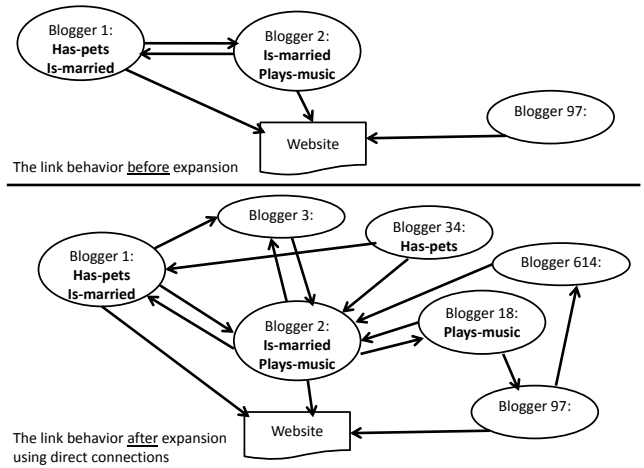 Blogger 1:
Has-pets
Is-married
Blogger 2:
Is-married
Plays-music
Blogger 97:
Website
The link behavior before expansion
Blogger 3:
Blogger 34:
Has-pets
Blogger 1:
Has-pets
Is-married
Blogger 614:
Blogger 2:
Is-married
Plays-music
Blogger 18:
Plays-music
Blogger 97:
Website
The link behavior after expansion
using direct connections